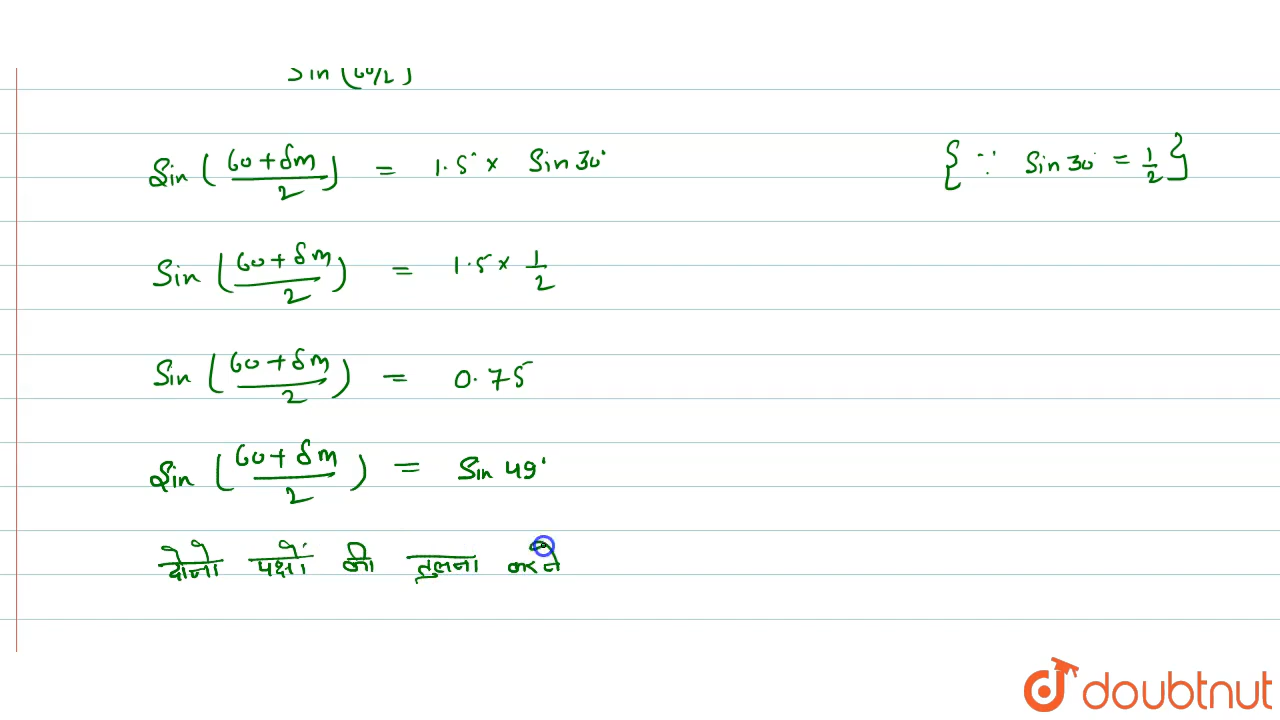 Sin (60/2)
Sin (60+δm/2) = 1.5 × Sin 30° {∵ Sin 30° = 1/2}
Sin (60+δm/2) = 1.5 × 1/2
Sin (60+δm/2) = 0.75
Sin (60+δm/2) = Sin 49°
दोनो पक्षों की तुलना करने
doubtnut